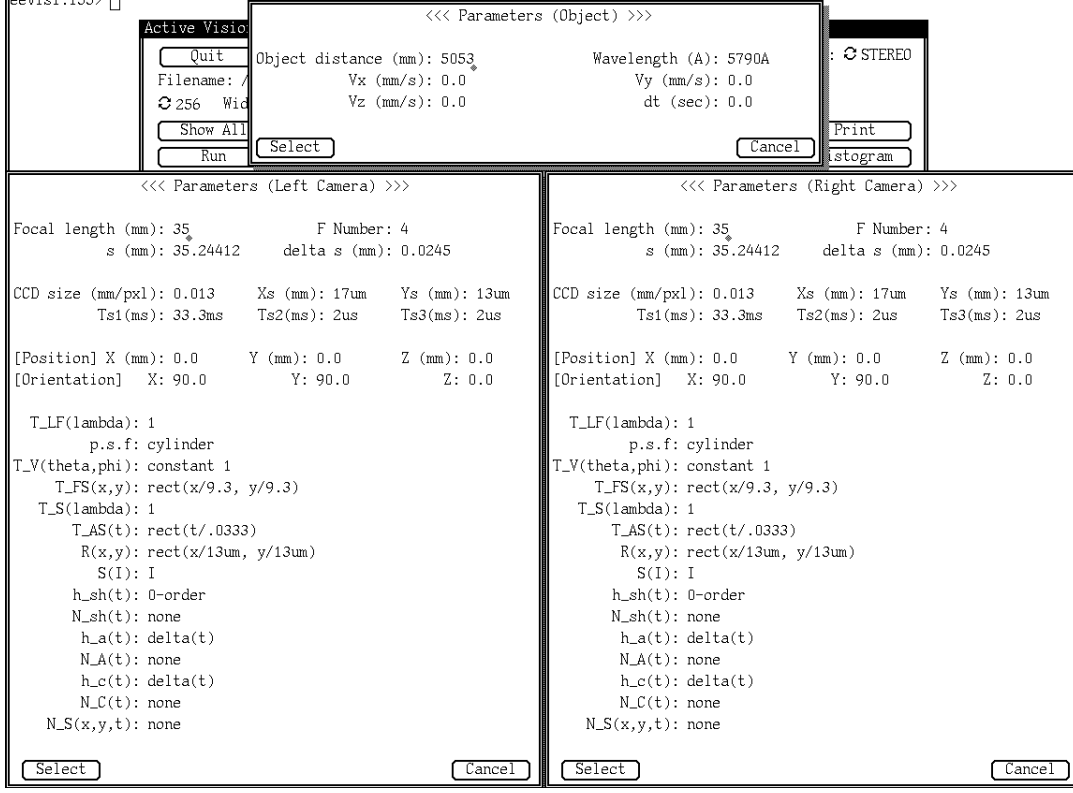 Active Visio
Quit
Filename: /
256 Wid
Show All
Run
: STEREO
Print
istogram
<<< Parameters (Object) >>>
Object distance (mm): 5053 Wavelength (A): 5790A
Vx (mm/s): 0.0 Vy (mm/s): 0.0
Vz (mm/s): 0.0 dt (sec): 0.0
Select Cancel
<<< Parameters (Left Camera) >>>
Focal length (mm): 35 F Number: 4
s (mm): 35.24412 delta s (mm): 0.0245
CCD size (mm/pxl): 0.013 Xs (mm): 17um Ys (mm): 13um
Ts1(ms): 33.3ms Ts2(ms): 2us Ts3(ms): 2us
[Position] X (mm): 0.0 Y (mm): 0.0 Z (mm): 0.0
[Orientation] X: 90.0 Y: 90.0 Z: 0.0
T_LF(lambda): 1
p.s.f: cylinder
T_V(theta,phi): constant 1
T_FS(x,y): rect(x/9.3, y/9.3)
T_S(lambda): 1
T_AS(t): rect(t/.0333)
R(x,y): rect(x/13um, y/13um)
S(I): I
h_sh(t): 0-order
N_sh(t): none
h_a(t): delta(t)
N_A(t): none
h_c(t): delta(t)
N_C(t): none
N_S(x,y,t): none
Select Cancel
<<< Parameters (Right Camera) >>>
Focal length (mm): 35 F Number: 4
s (mm): 35.24412 delta s (mm): 0.0245
CCD size (mm/pxl): 0.013 Xs (mm): 17um Ys (mm): 13um
Ts1(ms): 33.3ms Ts2(ms): 2us Ts3(ms): 2us
[Position] X (mm): 0.0 Y (mm): 0.0 Z (mm): 0.0
[Orientation] X: 90.0 Y: 90.0 Z: 0.0
T_LF(lambda): 1
p.s.f: cylinder
T_V(theta,phi): constant 1
T_FS(x,y): rect(x/9.3, y/9.3)
T_S(lambda): 1
T_AS(t): rect(t/.0333)
R(x,y): rect(x/13um, y/13um)
S(I): I
h_sh(t): 0-order
N_sh(t): none
h_a(t): delta(t)
N_A(t): none
h_c(t): delta(t)
N_C(t): none
N_S(x,y,t): none
Select Cancel